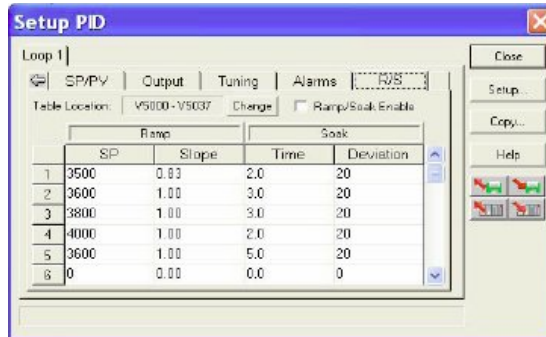 Setup PID
Loop 1
Close
SP/PV Output Tuning Alarms R/S
Setup...
Table Location: V5000 - V5037 Change Ramp/Soak Enable
Copy...
Ramp Soak
Help
SP Slope Time Deviation
1 3500 0.83 2.0 20
2 3600 1.00 3.0 20
3 3800 1.00 3.0 20
4 4000 1.00 2.0 20
5 3600 1.00 5.0 20
6 0 0.00 0.0 0